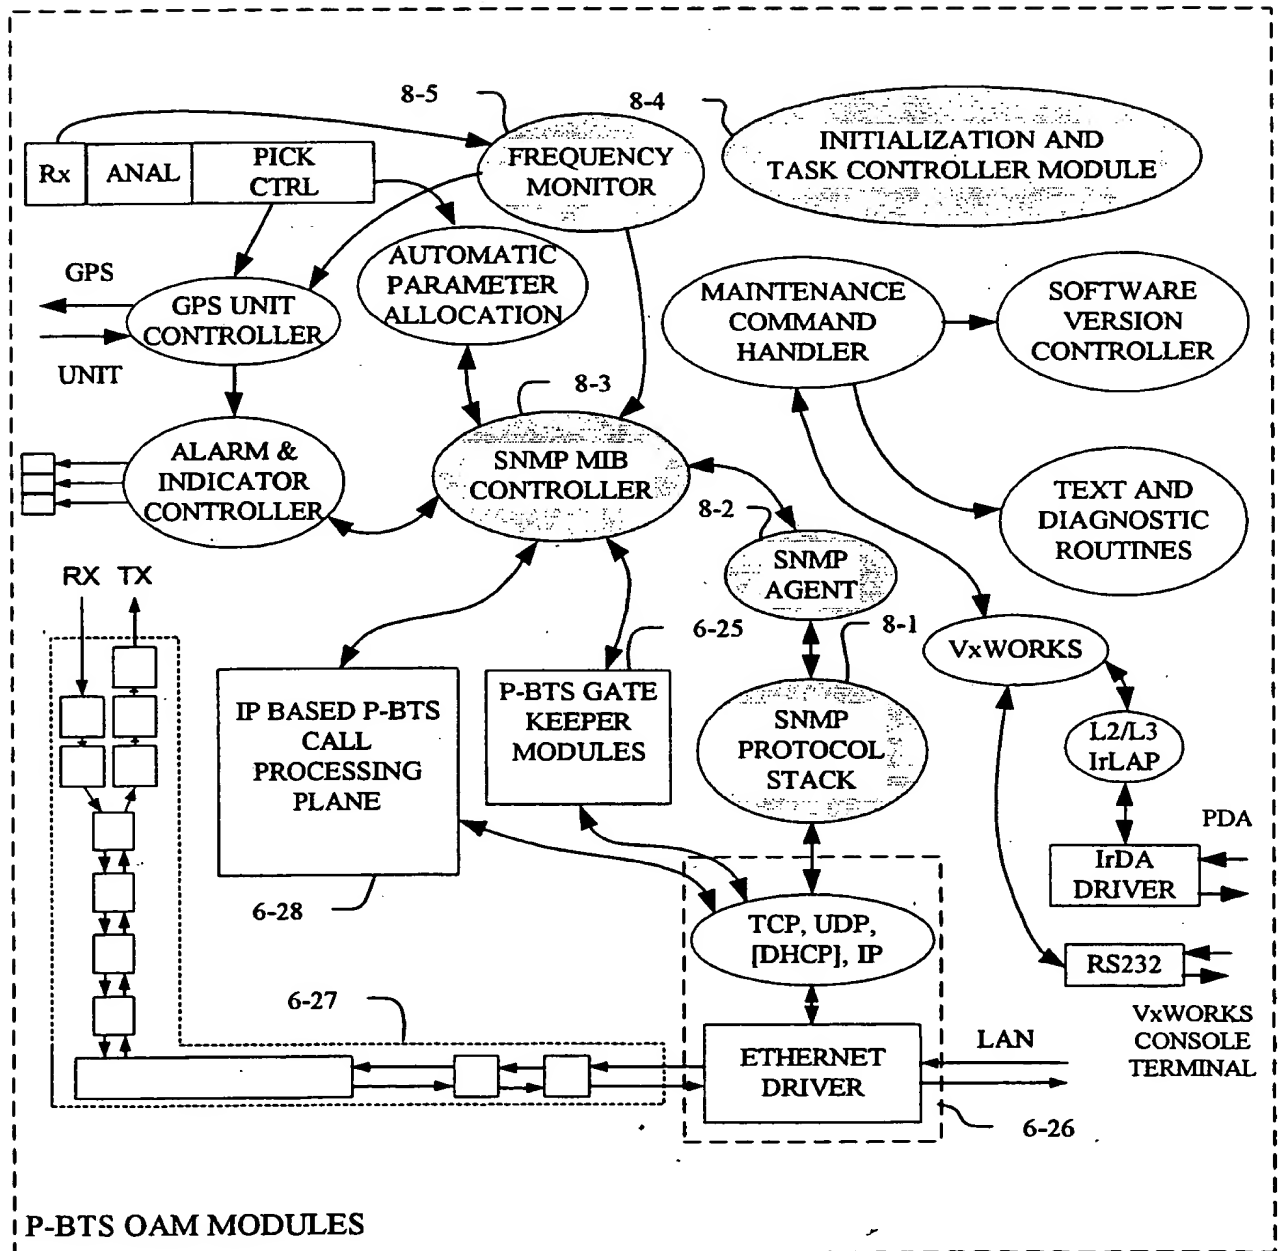 8-5
8-4
Rx
ANAL
PICK
CTRL
FREQUENCY
MONITOR
INITIALIZATION AND
TASK CONTROLLER MODULE
GPS
UNIT
GPS UNIT
CONTROLLER
AUTOMATIC
PARAMETER
ALLOCATION
MAINTENANCE
COMMAND
HANDLER
SOFTWARE
VERSION
CONTROLLER
8-3
ALARM &
INDICATOR
CONTROLLER
SNMP MIB
CONTROLLER
TEXT AND
DIAGNOSTIC
ROUTINES
8-2
SNMP
AGENT
RX TX
6-25
8-1
VxWORKS
IP BASED P-BTS
CALL
PROCESSING
PLANE
P-BTS GATE
KEEPER
MODULES
SNMP
PROTOCOL
STACK
L2/L3
IrLAP
PDA
IrDA
DRIVER
6-28
TCP, UDP,
[DHCP], IP
RS232
6-27
VxWORKS
CONSOLE
TERMINAL
LAN
ETHERNET
DRIVER
6-26
P-BTS OAM MODULES